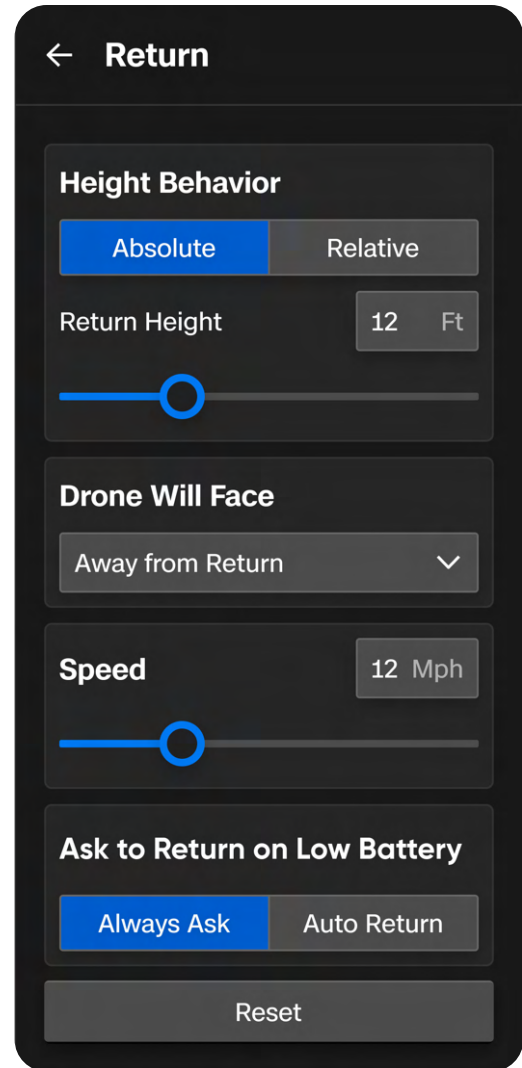 Return
Height Behavior
Absolute Relative
Return Height 12 Ft
Drone Will Face
Away from Return
Speed 12 Mph
Ask to Return on Low Battery
Always Ask Auto Return
Reset